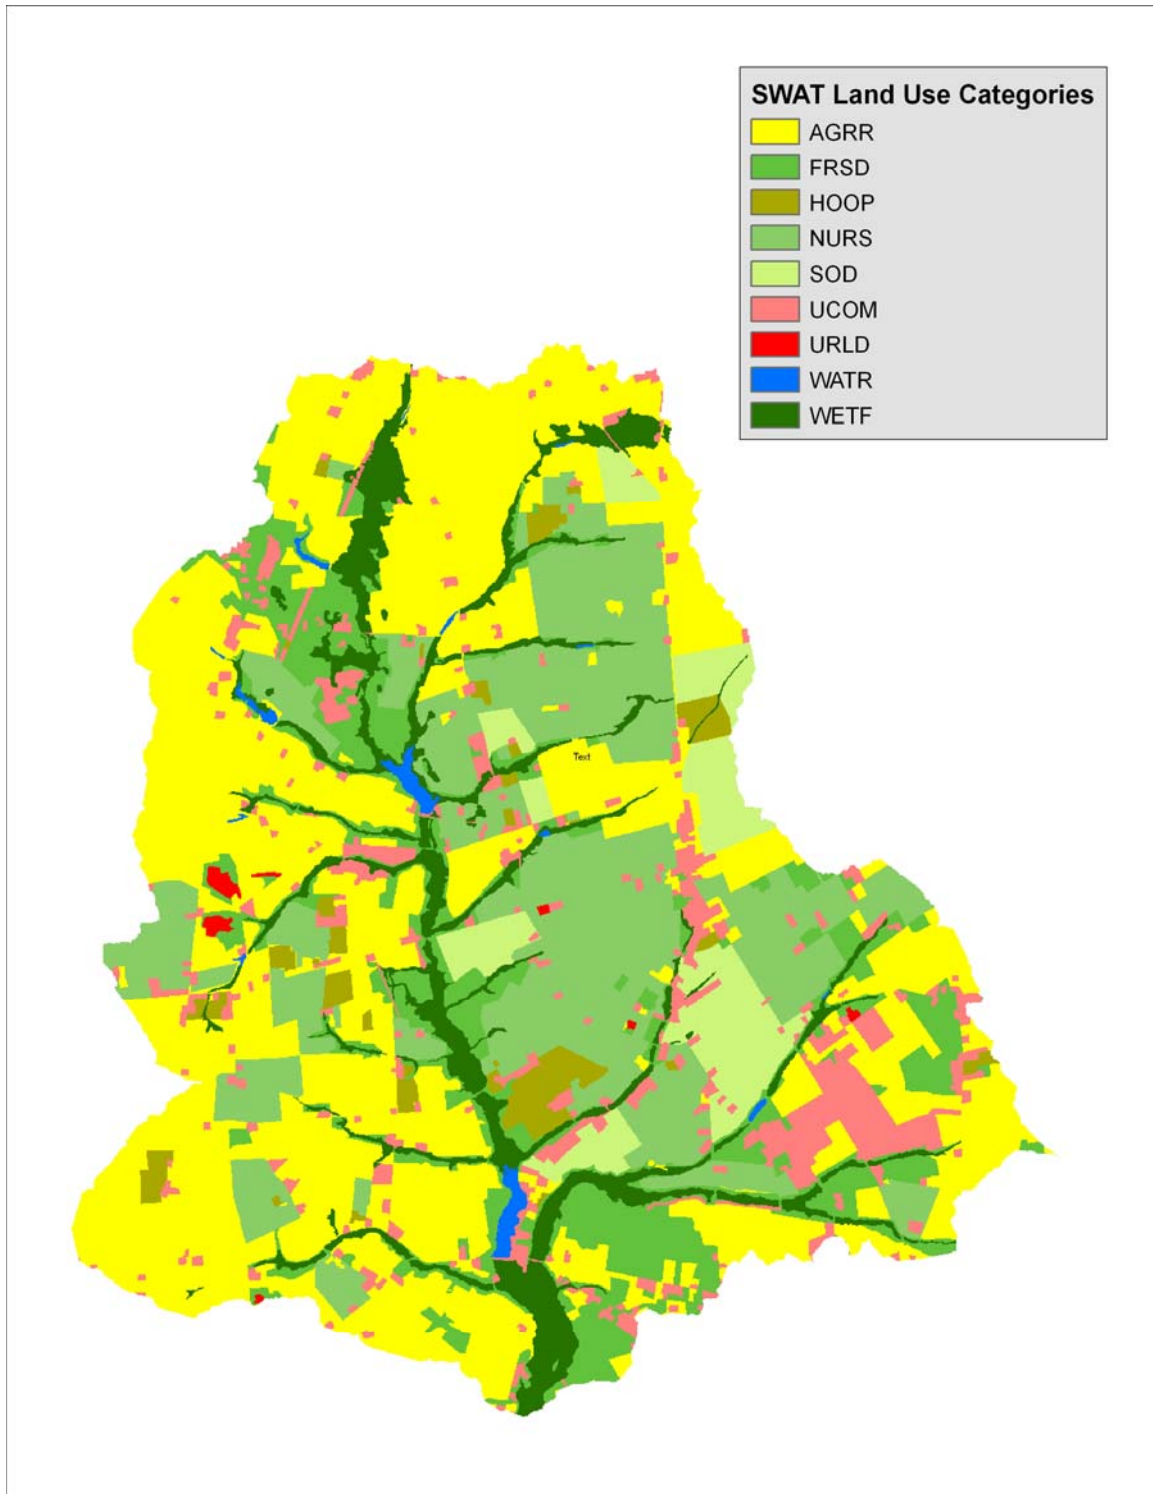 SWAT Land Use Categories
AGRR
FRSD
HOOP
NURS
SOD
UCOM
URLD
WATR
WETF
Text